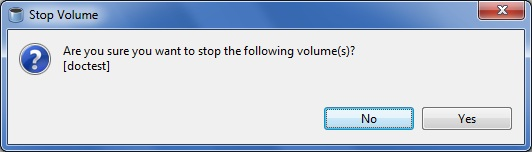 Stop Volume
Are you sure you want to stop the following volume(s)?
[doctest]
No
Yes